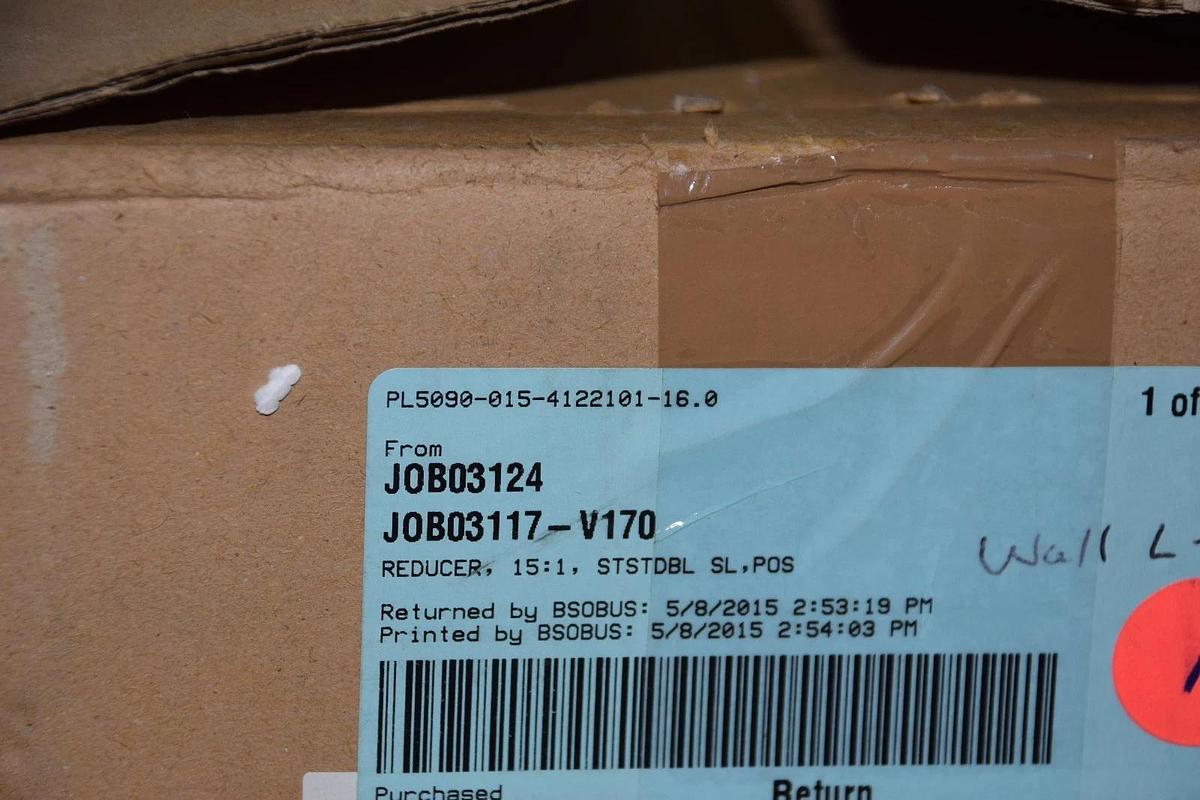 PL5090-015-4122101-16.0
1 of
From
JOB03124
JOB03117-V170
Wall L
REDUCER, 15:1, STSTDBL SL,POS
Returned by BSOBUS: 5/8/2015 2:53:19 PM
Printed by BSOBUS: 5/8/2015 2:54:03 PM
Purchased
Return